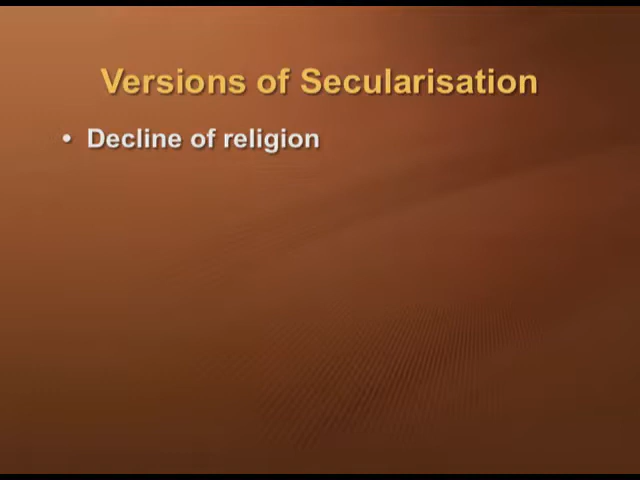 Versions of Secularisation
• Decline of religion